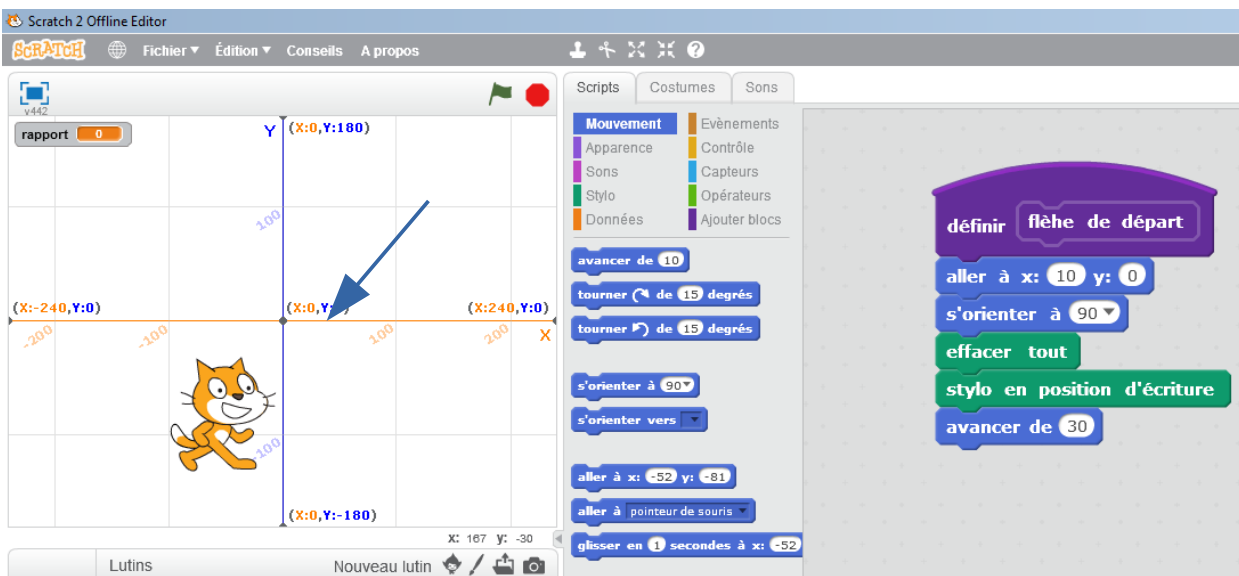 Scratch 2 Offline Editor
SCRATCH Fichier Édition Conseils A propos
v442
rapport 0
Y (X:0,Y:180)
100
(X:-240,Y:0) (X:0,Y: ) (X:240,Y:0)
-200 -100 100 200 X
-100
(X:0,Y:-180)
x: 167 y: -30
Lutins Nouveau lutin
Scripts Costumes Sons
Mouvement Evènements
Apparence Contrôle
Sons Capteurs
Stylo Opérateurs
Données Ajouter blocs
avancer de 10
tourner de 15 degrés
tourner de 15 degrés
s'orienter à 90
s'orienter vers
aller à x: -52 y: -81
aller à pointeur de souris
glisser en 1 secondes à x: -52
définir flèhe de départ
aller à x: 10 y: 0
s'orienter à 90
effacer tout
stylo en position d'écriture
avancer de 30